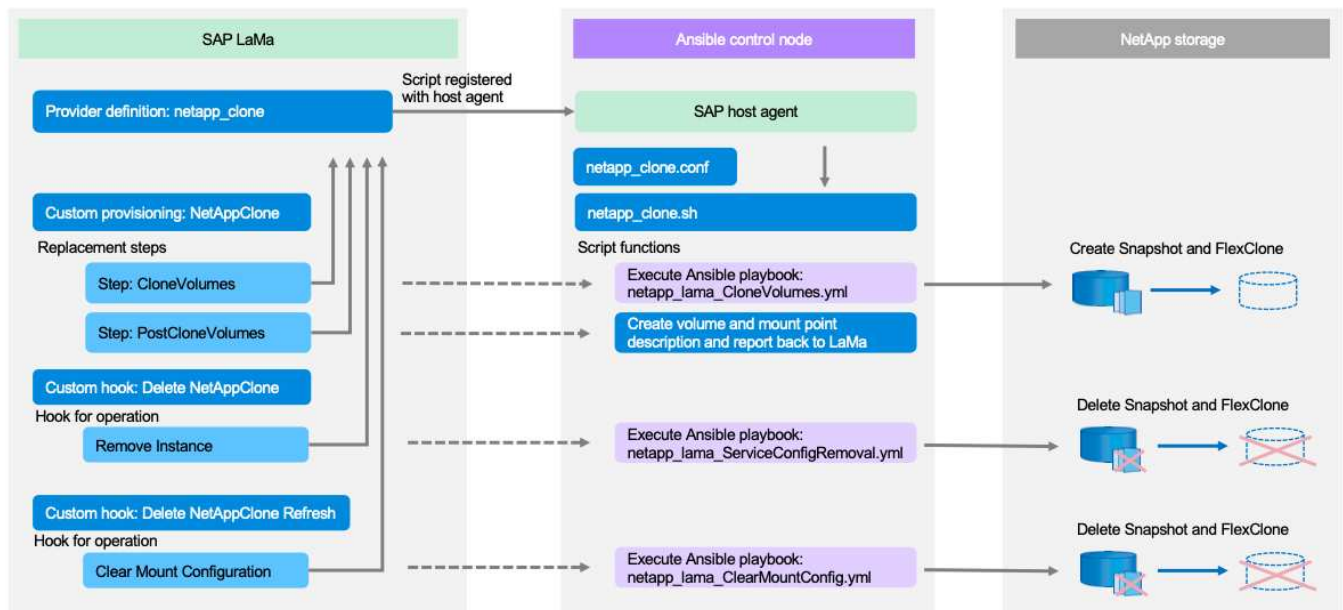 SAP LaMa
Ansible control node
NetApp storage
Script registered
with host agent
Provider definition: netapp_clone
SAP host agent
netapp_clone.conf
Custom provisioning: NetAppClone
netapp_clone.sh
Replacement steps
Script functions
Create Snapshot and FlexClone
Step: CloneVolumes
Execute Ansible playbook:
netapp_lama_CloneVolumes.yml
Step: PostCloneVolumes
Create volume and mount point
description and report back to LaMa
Custom hook: Delete NetAppClone
Hook for operation
Delete Snapshot and FlexClone
Remove Instance
Execute Ansible playbook:
netapp_lama_ServiceConfigRemoval.yml
Custom hook: Delete NetAppClone Refresh
Hook for operation
Delete Snapshot and FlexClone
Clear Mount Configuration
Execute Ansible playbook:
netapp_lama_ClearMountConfig.yml